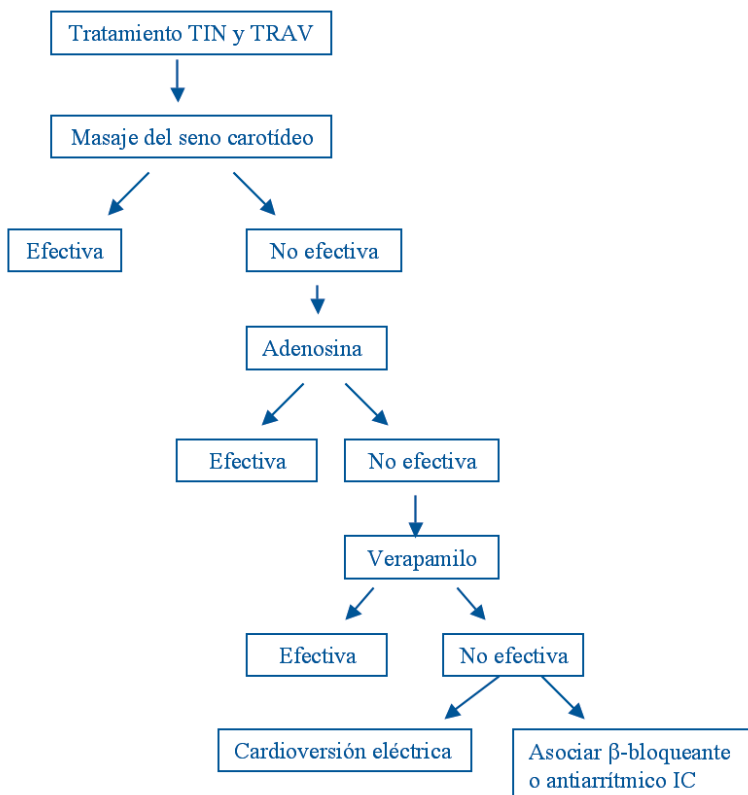 Tratamiento TIN y TRAV
Masaje del seno carotídeo
Efectiva
No efectiva
Adenosina
Efectiva
No efectiva
Verapamilo
Efectiva
No efectiva
Cardioversión eléctrica
Asociar β-bloqueante
o antiarrítmico IC